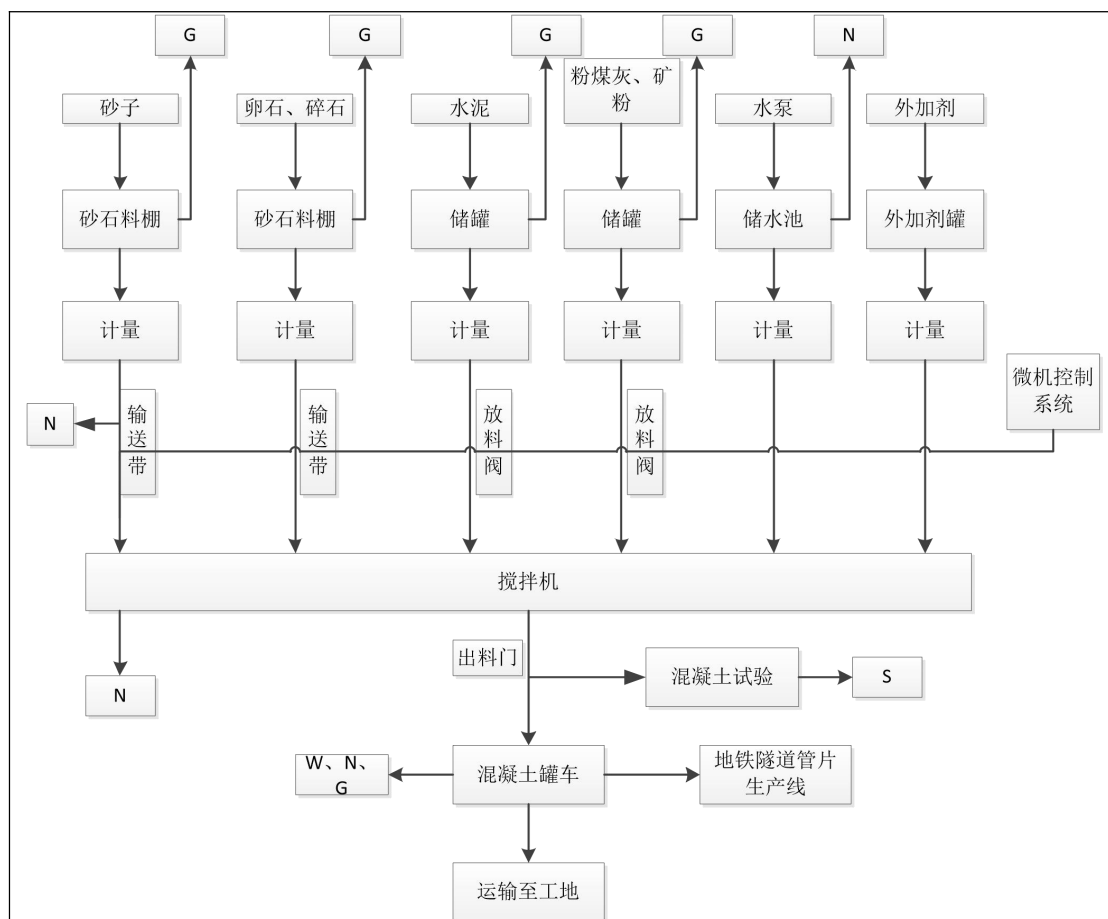 G
G
G
G
N
砂子
卵石、碎石
水泥
粉煤灰、矿
粉
水泵
外加剂
砂石料棚
砂石料棚
储罐
储罐
储水池
外加剂罐
计量
计量
计量
计量
计量
计量
微机控制
系统
N
输
送
带
输
送
带
放
料
阀
放
料
阀
搅拌机
N
出料门
混凝土试验
S
W、N、
G
混凝土罐车
地铁隧道管片
生产线
运输至工地